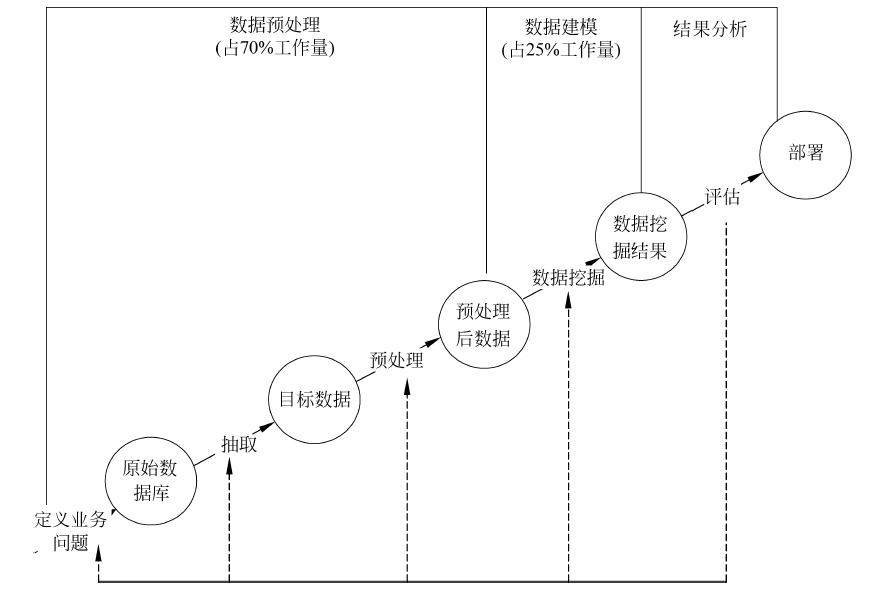 数据预处理
(占70%工作量)
数据建模
(占25%工作量)
结果分析
部署
评估
数据挖
掘结果
数据挖掘
预处理
后数据
预处理
目标数据
抽取
原始数
据库
定义业务
问题